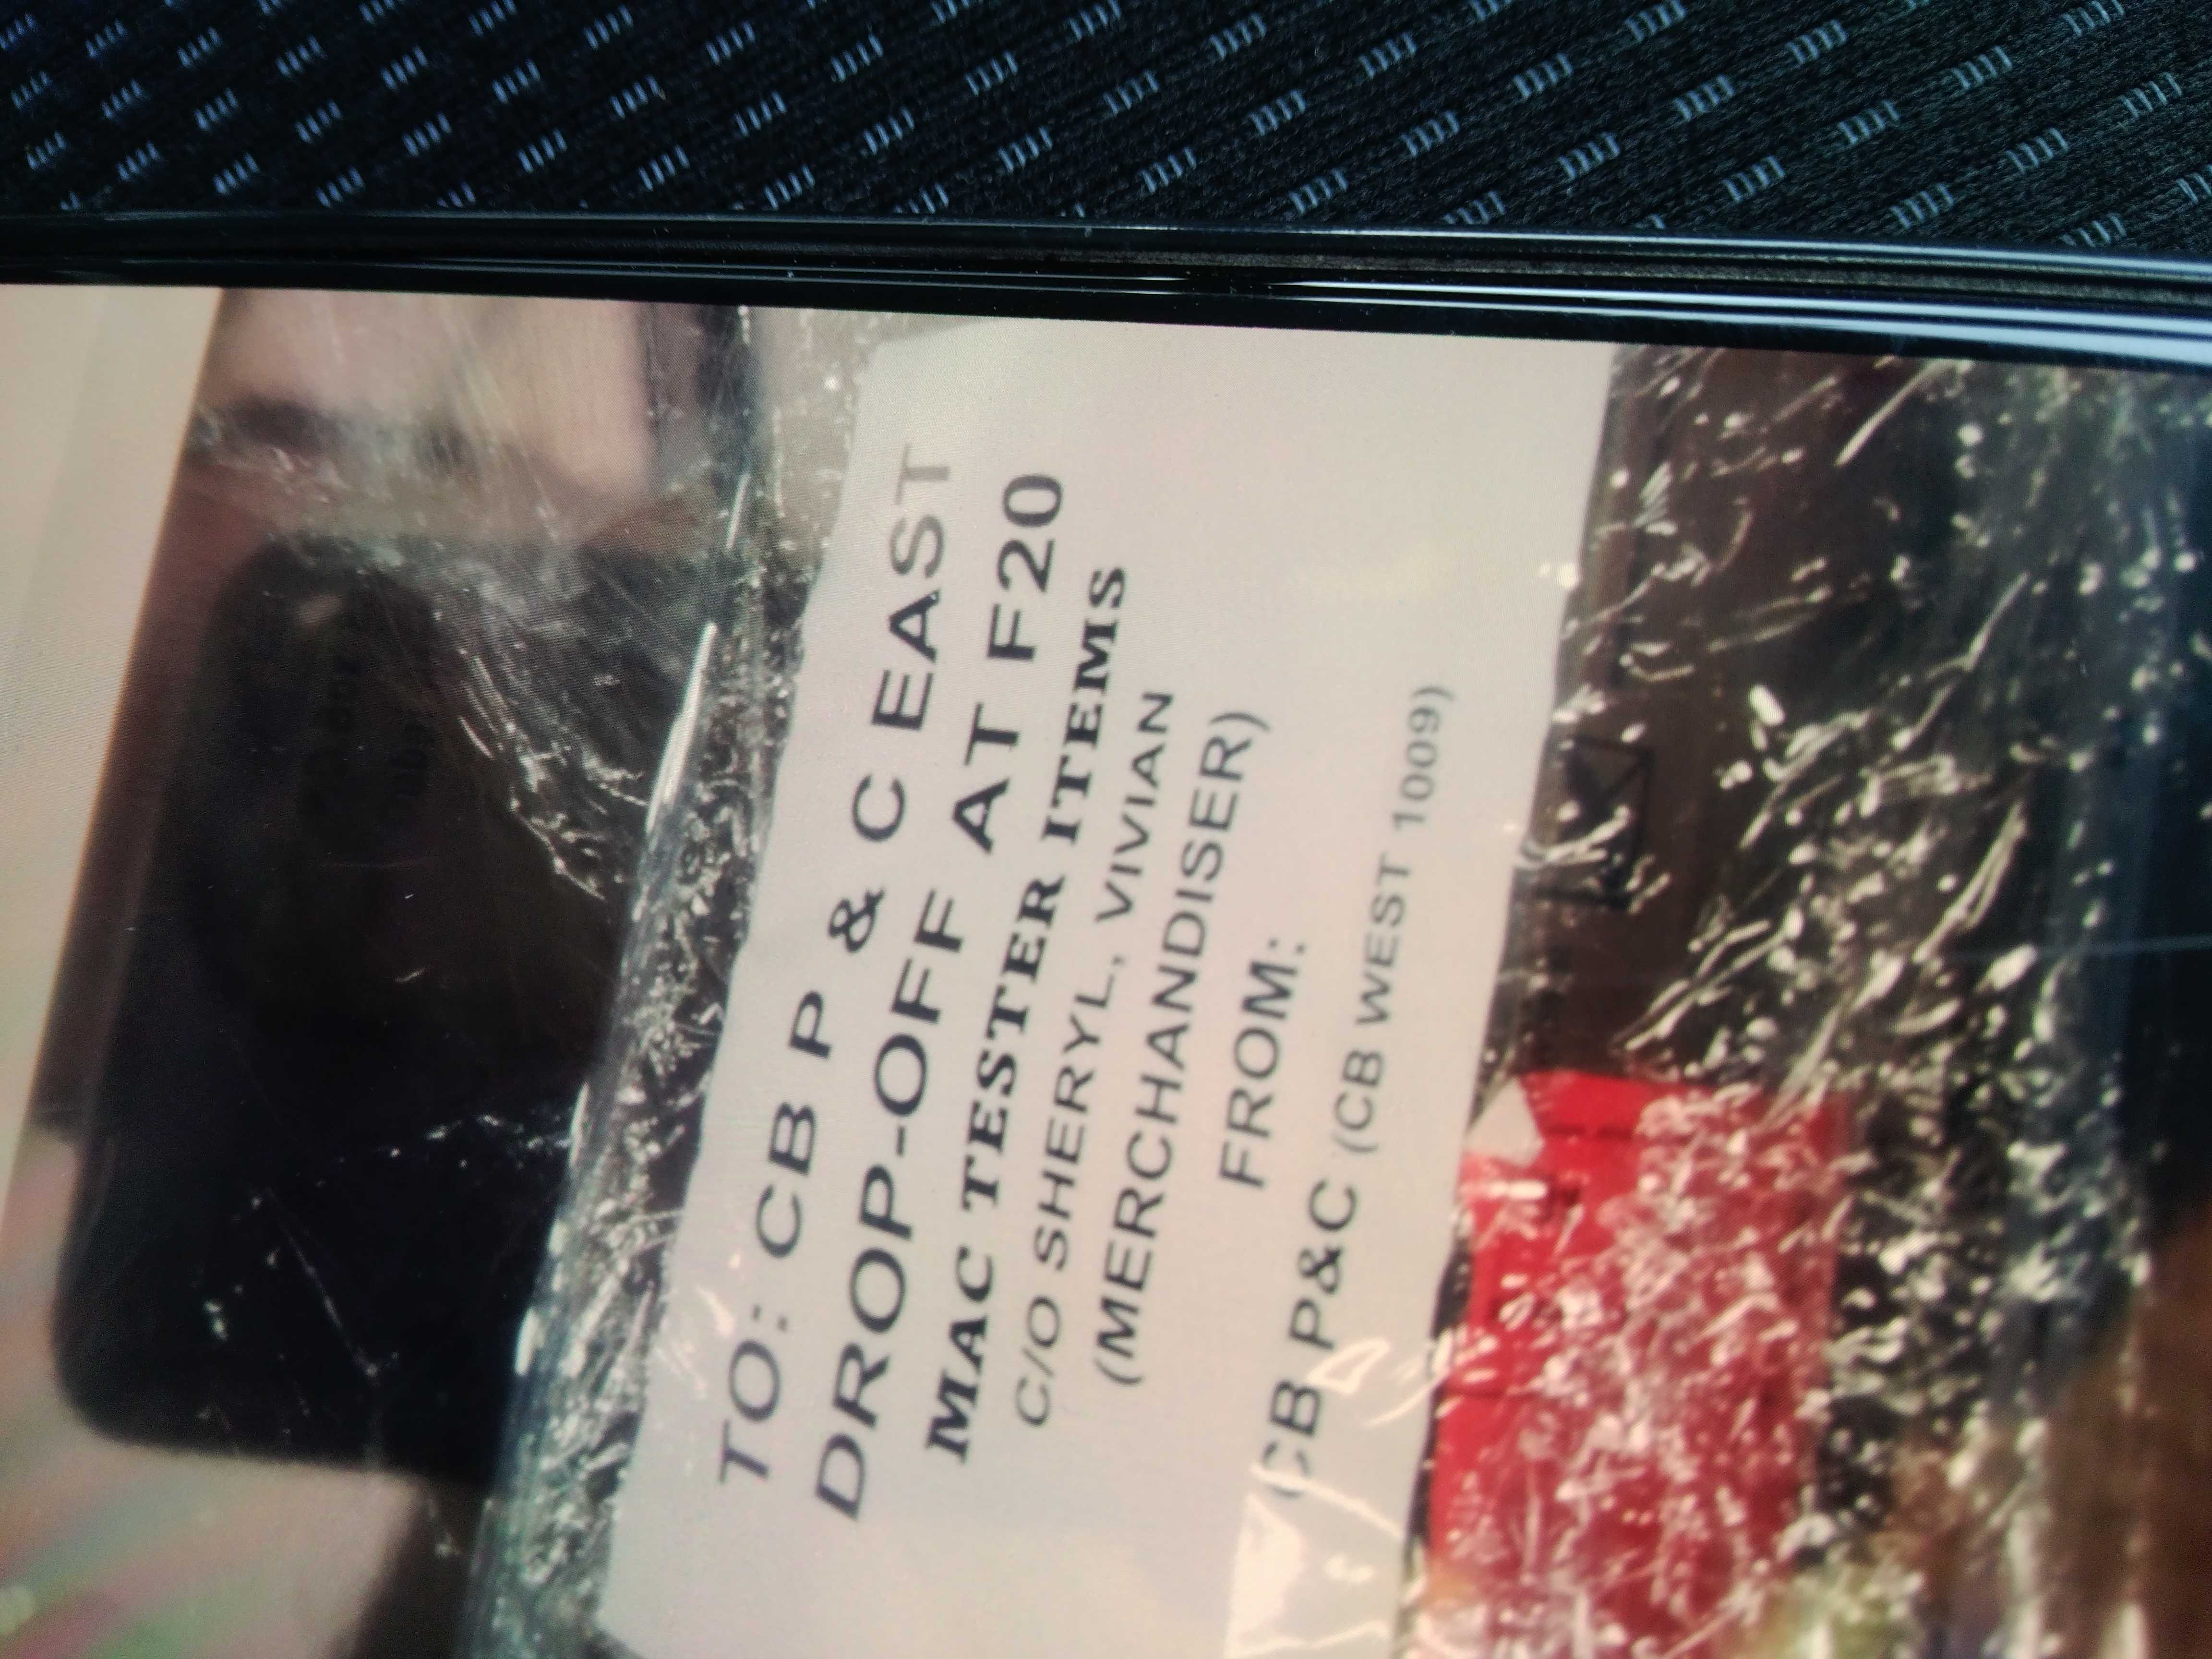 TO: CB P & C EAST
DROP-OFF AT F20
MAC TESTER ITEMS
C/O SHERYL, VIVIAN
(MERCHANDISER)
FROM:
(CB P&C (CB WEST 1009)